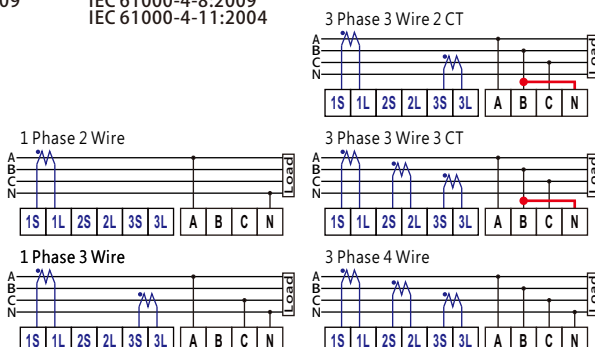 09 IEC 61000-4-8:2009
IEC 61000-4-11:2004
3 Phase 3 Wire 2 CT
A
B
C
N
Load
1S 1L 2S 2L 3S 3L A B C N
1 Phase 2 Wire
A
B
C
N
Load
1S 1L 2S 2L 3S 3L A B C N
3 Phase 3 Wire 3 CT
A
B
C
N
Load
1S 1L 2S 2L 3S 3L A B C N
1 Phase 3 Wire
A
B
C
N
Load
1S 1L 2S 2L 3S 3L A B C N
3 Phase 4 Wire
A
B
C
N
Load
1S 1L 2S 2L 3S 3L A B C N